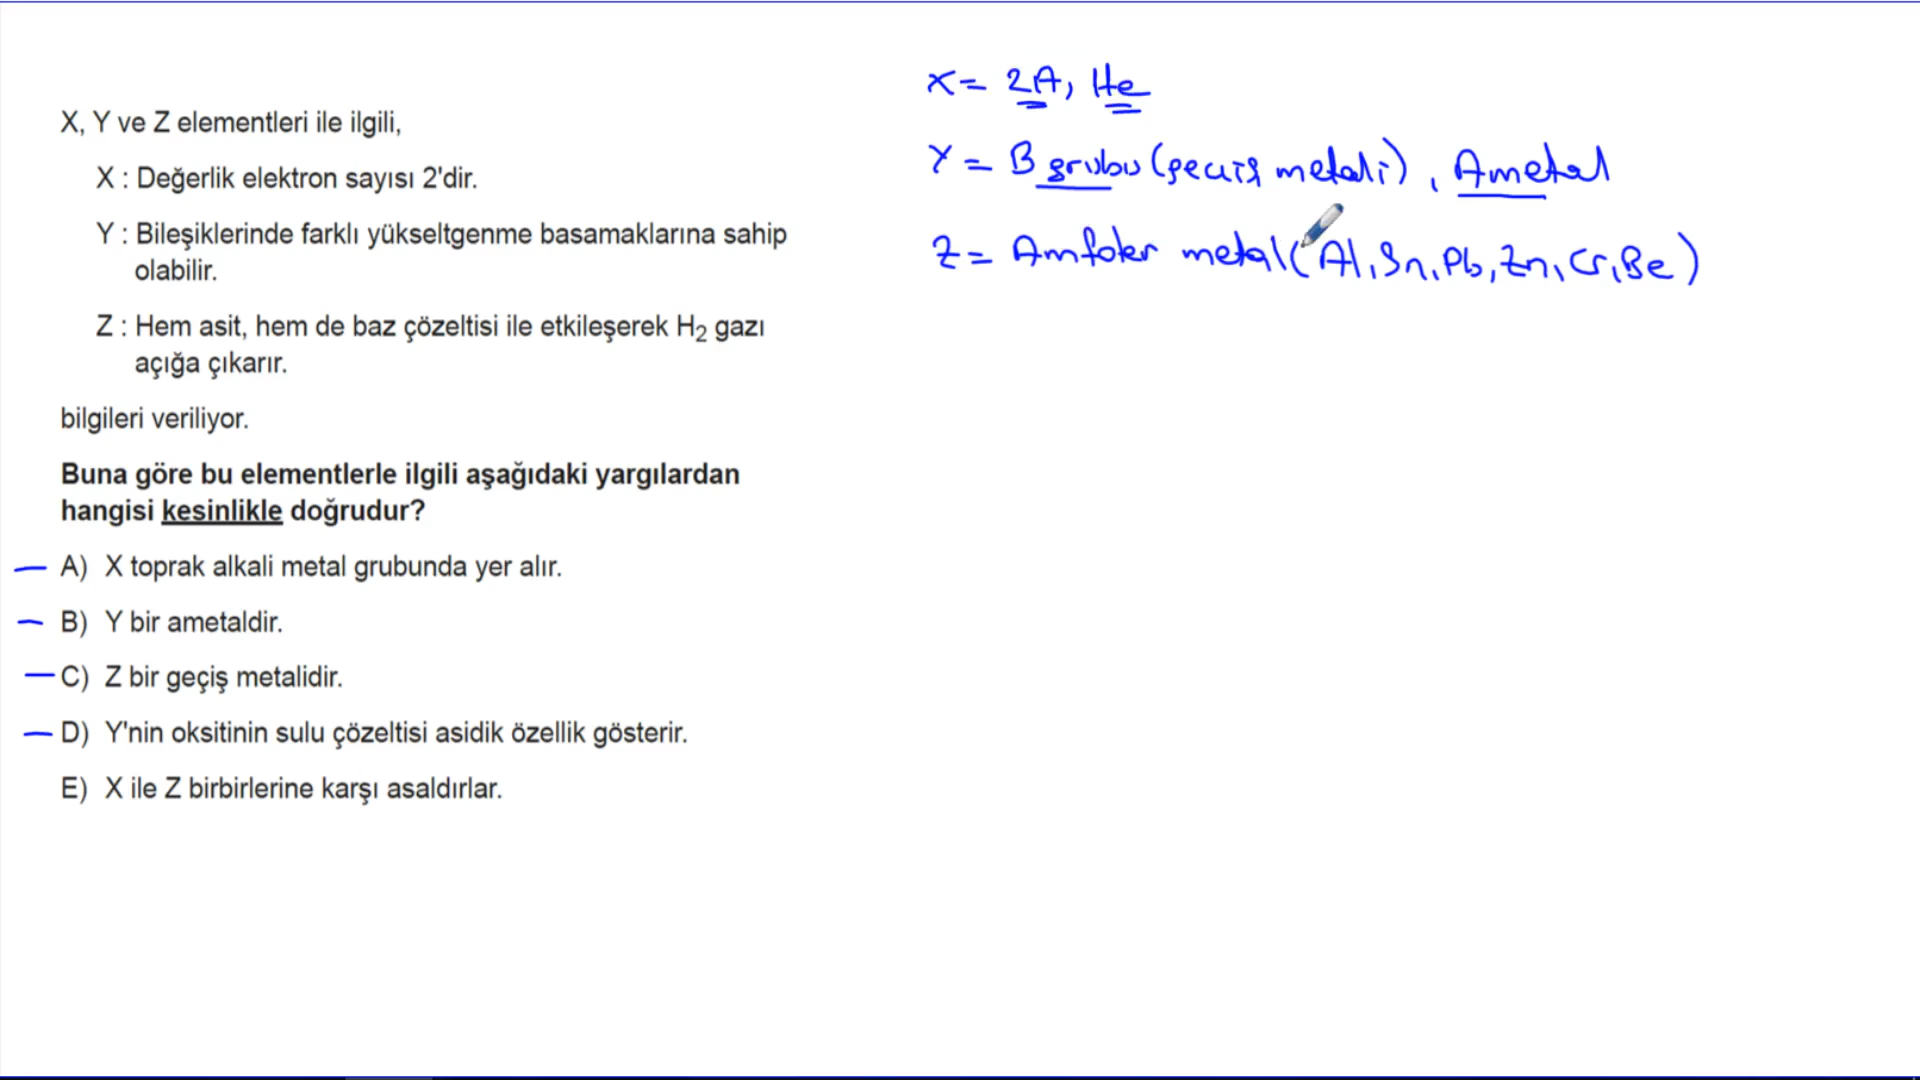 X, Y ve Z elementleri ile ilgili,
X : Değerlik elektron sayısı 2'dir.
Y : Bileşiklerinde farklı yükseltgenme basamaklarına sahip
olabilir.
Z : Hem asit, hem de baz çözeltisi ile etkileşerek H₂ gazı
açığa çıkarır.
bilgileri veriliyor.
Buna göre bu elementlerle ilgili aşağıdaki yargılardan
hangisi kesinlikle doğrudur?
A) X toprak alkali metal grubunda yer alır.
B) Y bir ametaldir.
C) Z bir geçiş metalidir.
D) Y'nin oksitinin sulu çözeltisi asidik özellik gösterir.
E) X ile Z birbirlerine karşı asaldırlar.
X = 2A, He
Y = B grubu (geçiş metali), Ametal
Z = Amfoter metal (Al, Sn, Pb, Zn, Cr, Be)